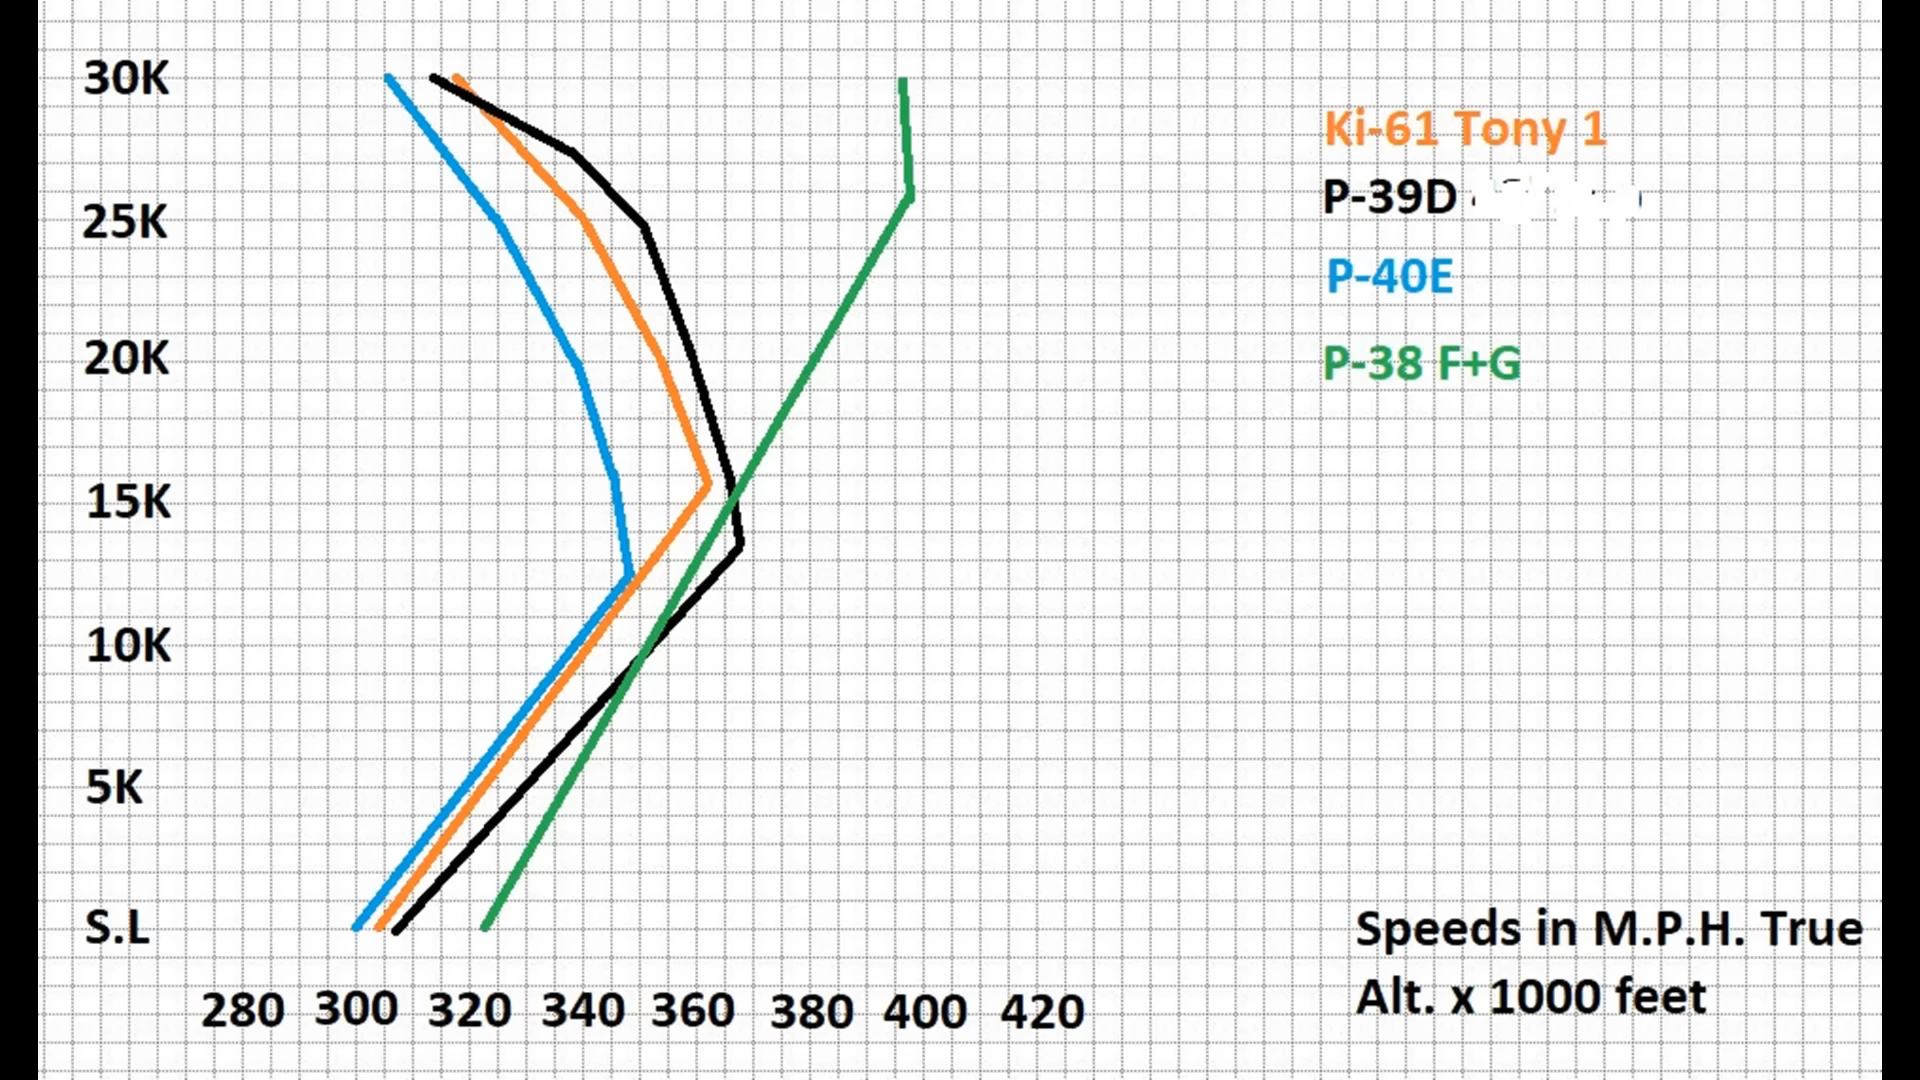 30K
25K
20K
15K
10K
5K
S.L
280 300 320 340 360 380 400 420
Ki-61 Tony 1
P-39D
P-40E
P-38 F+G
Speeds in M.P.H. True
Alt. x 1000 feet